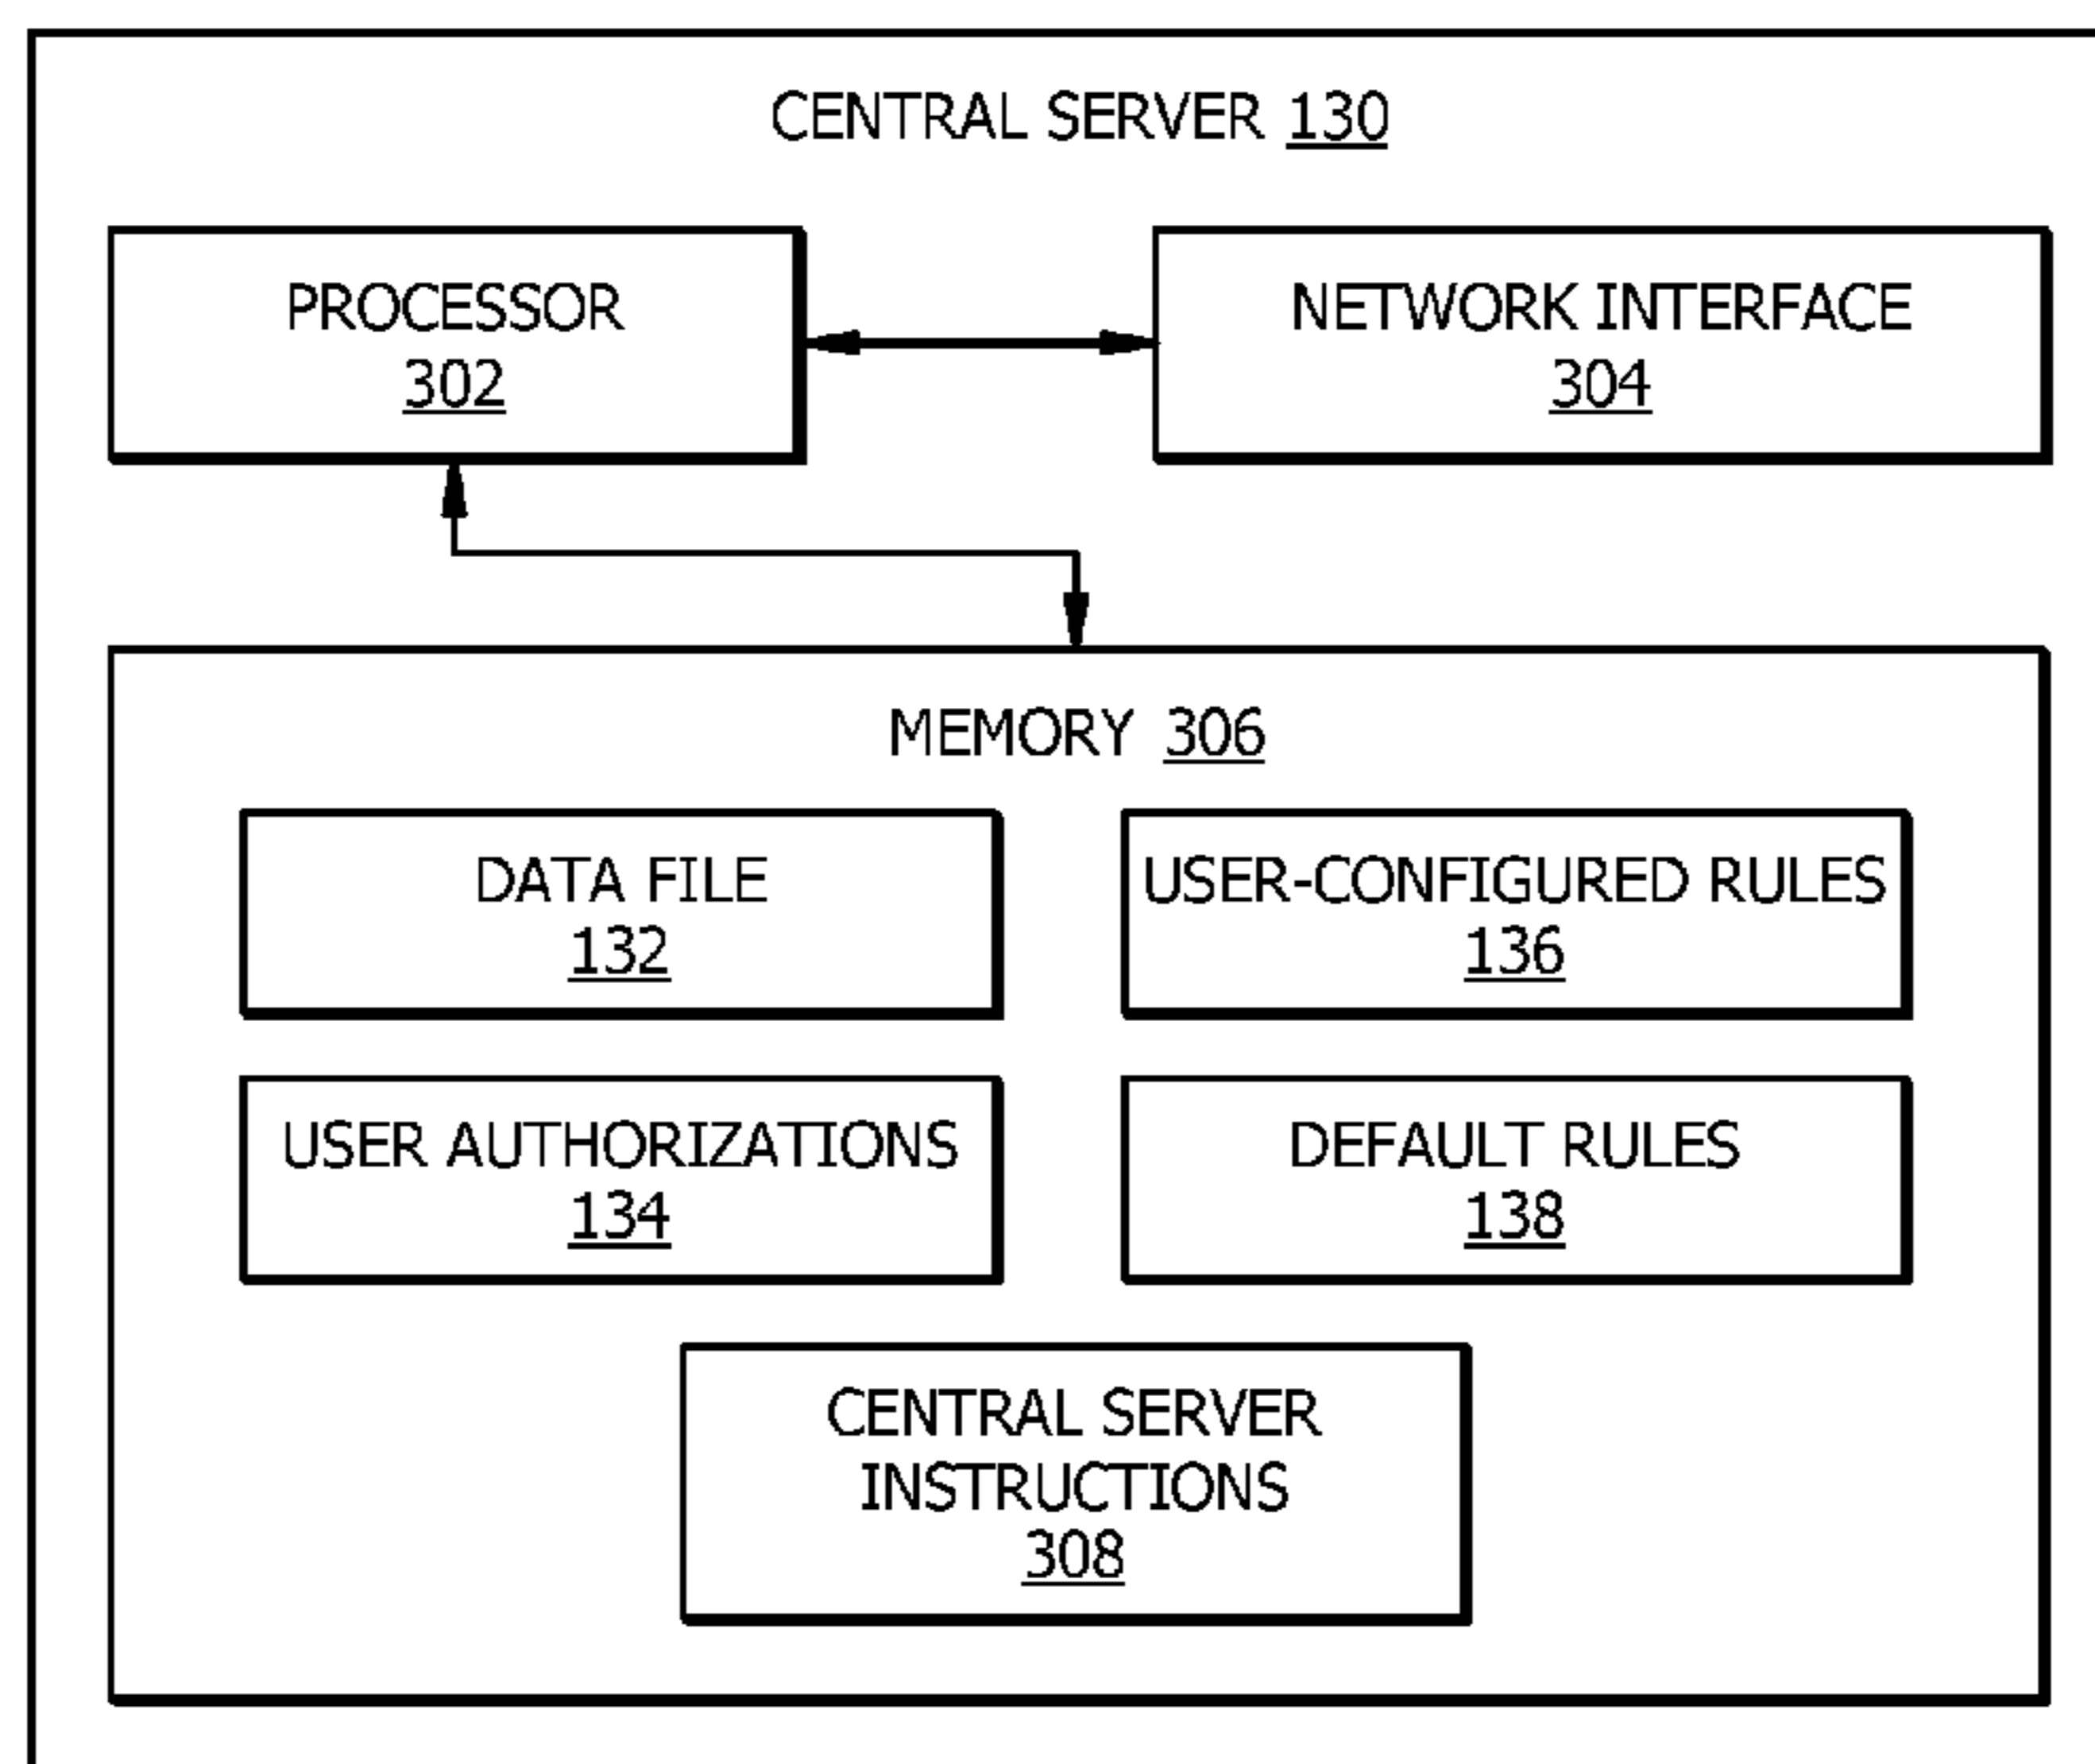 CENTRAL SERVER 130
PROCESSOR
302
NETWORK INTERFACE
304
MEMORY 306
DATA FILE
132
USER-CONFIGURED RULES
136
USER AUTHORIZATIONS
134
DEFAULT RULES
138
CENTRAL SERVER
INSTRUCTIONS
308